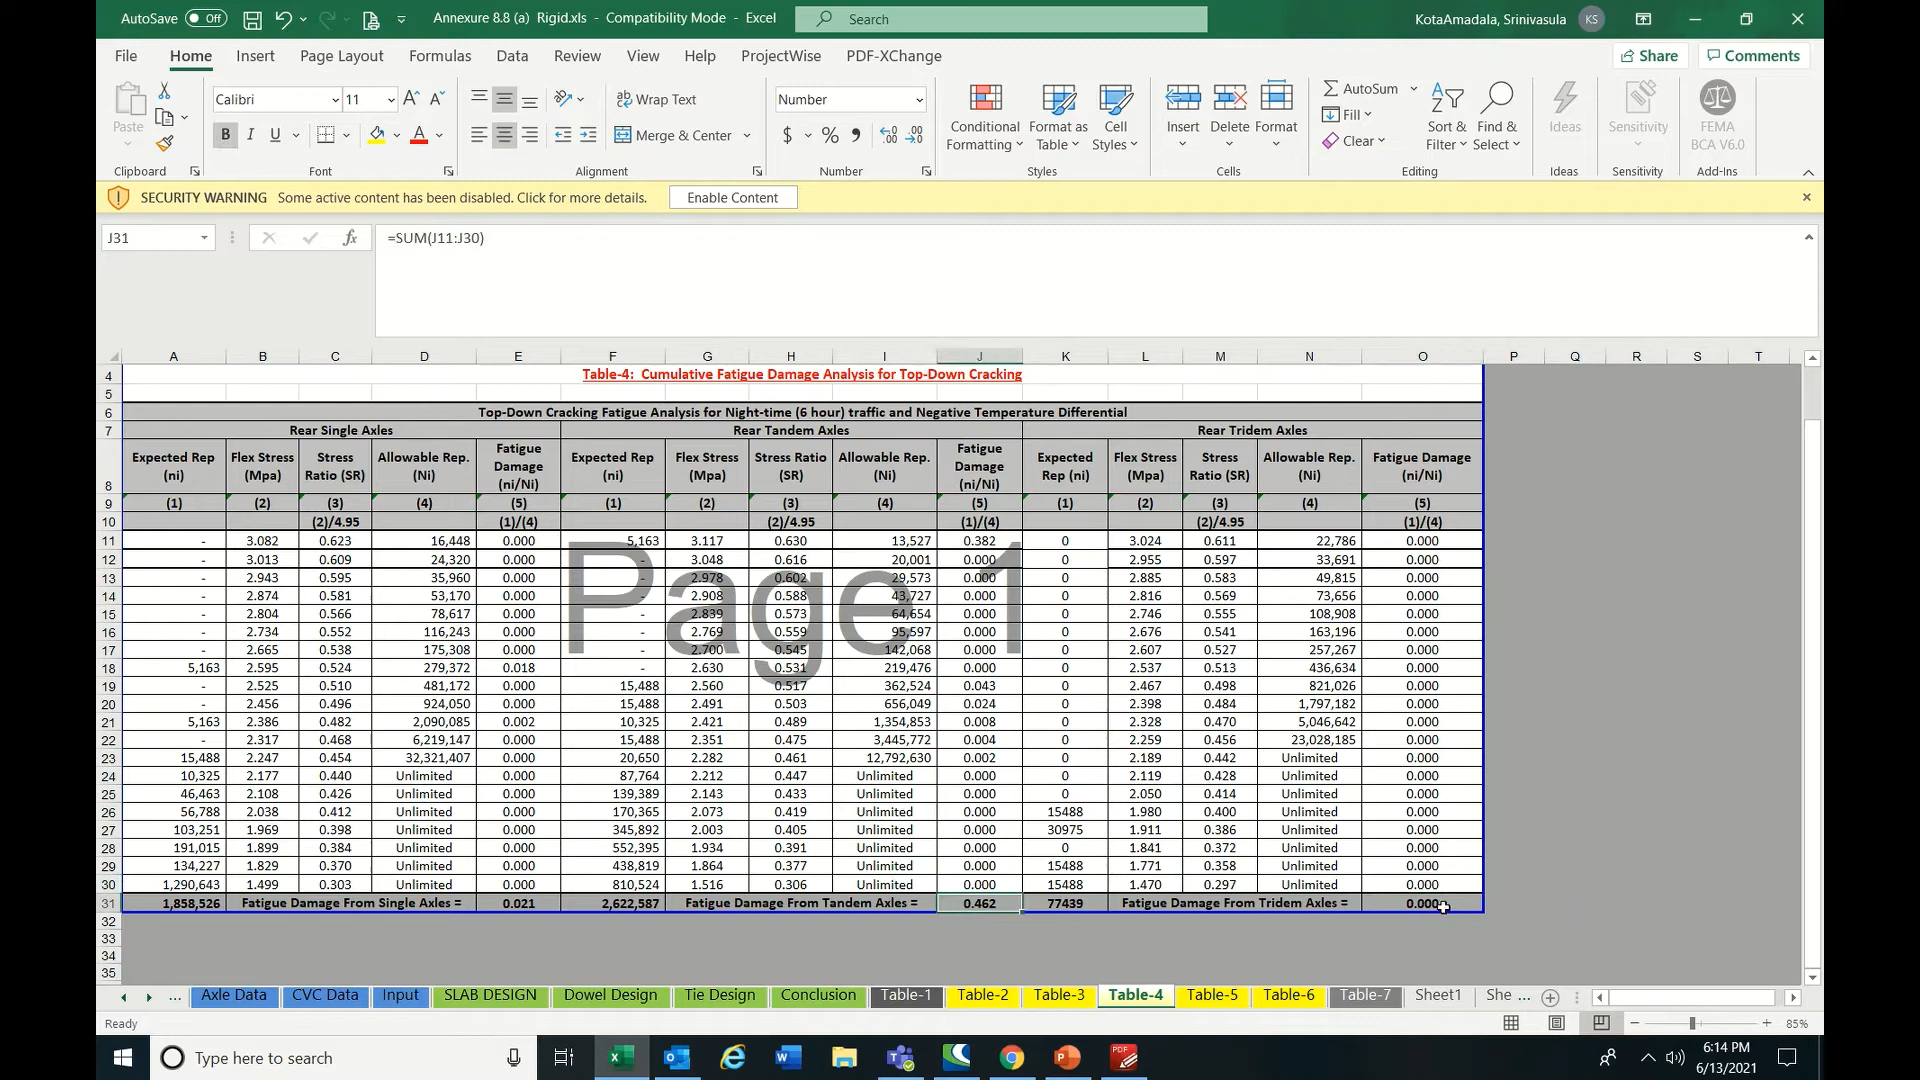 AutoSave Off Annexure 8.8 (a) Rigid.xls - Compatibility Mode - Excel Search KotaAmadala, Srinivasula KS
File Home Insert Page Layout Formulas Data Review View Help ProjectWise PDF-XChange Share Comments
Paste Calibri 11 Wrap Text Number Conditional Formatting Format as Table Cell Styles Insert Delete Format AutoSum Sort & Filter Find & Select Ideas Sensitivity FEMA BCA V6.0
B I U Merge & Center $ % Fill
Clear
Clipboard Font Alignment Number Styles Cells Editing Ideas Sensitivity Add-Ins
SECURITY WARNING Some active content has been disabled. Click for more details. Enable Content
J31 fx =SUM(J11:J30)
A B C D E F G H I J K L M N O P Q R S T
4 Table-4: Cumulative Fatigue Damage Analysis for Top-Down Cracking
5
6 Top-Down Cracking Fatigue Analysis for Night-time (6 hour) traffic and Negative Temperature Differential
7 Rear Single Axles Rear Tandem Axles Rear Tridem Axles
8 Expected Rep (ni) Flex Stress (Mpa) Stress Ratio (SR) Allowable Rep. (Ni) Fatigue Damage (ni/Ni) Expected Rep (ni) Flex Stress (Mpa) Stress Ratio (SR) Allowable Rep. (Ni) Fatigue Damage (ni/Ni) Expected Rep (ni) Flex Stress (Mpa) Stress Ratio (SR) Allowable Rep. (Ni) Fatigue Damage (ni/Ni)
9 (1) (2) (3) (4) (5) (1) (2) (3) (4) (5) (1) (2) (3) (4) (5)
10 (2)/4.95 (1)/(4) (2)/4.95 (1)/(4) (2)/4.95 (1)/(4)
11 - 3.082 0.623 16,448 0.000 5,163 3.117 0.630 13,527 0.382 0 3.024 0.611 22,786 0.000
12 - 3.013 0.609 24,320 0.000 - 3.048 0.616 20,001 0.000 0 2.955 0.597 33,691 0.000
13 - 2.943 0.595 35,960 0.000 - 2.978 0.602 29,573 0.000 0 2.885 0.583 49,815 0.000
14 - 2.874 0.581 53,170 0.000 - 2.908 0.588 43,727 0.000 0 2.816 0.569 73,656 0.000
15 - 2.804 0.566 78,617 0.000 - 2.839 0.573 64,654 0.000 0 2.746 0.555 108,908 0.000
16 - 2.734 0.552 116,243 0.000 - 2.769 0.559 95,597 0.000 0 2.676 0.541 163,196 0.000
17 - 2.665 0.538 175,308 0.000 - 2.700 0.545 142,068 0.000 0 2.607 0.527 257,267 0.000
18 5,163 2.595 0.524 279,372 0.018 - 2.630 0.531 219,476 0.000 0 2.537 0.513 436,634 0.000
19 - 2.525 0.510 481,172 0.000 15,488 2.560 0.517 362,524 0.043 0 2.467 0.498 821,026 0.000
20 - 2.456 0.496 924,050 0.000 15,488 2.491 0.503 656,049 0.024 0 2.398 0.484 1,797,182 0.000
21 5,163 2.386 0.482 2,090,085 0.002 10,325 2.421 0.489 1,354,853 0.008 0 2.328 0.470 5,046,642 0.000
22 - 2.317 0.468 6,219,147 0.000 15,488 2.351 0.475 3,445,772 0.004 0 2.259 0.456 23,028,185 0.000
23 15,488 2.247 0.454 32,321,407 0.000 20,650 2.282 0.461 12,792,630 0.002 0 2.189 0.442 Unlimited 0.000
24 10,325 2.177 0.440 Unlimited 0.000 87,764 2.212 0.447 Unlimited 0.000 0 2.119 0.428 Unlimited 0.000
25 46,463 2.108 0.426 Unlimited 0.000 139,389 2.143 0.433 Unlimited 0.000 0 2.050 0.414 Unlimited 0.000
26 56,788 2.038 0.412 Unlimited 0.000 170,365 2.073 0.419 Unlimited 0.000 15488 1.980 0.400 Unlimited 0.000
27 103,251 1.969 0.398 Unlimited 0.000 345,892 2.003 0.405 Unlimited 0.000 30975 1.911 0.386 Unlimited 0.000
28 191,015 1.899 0.384 Unlimited 0.000 552,395 1.934 0.391 Unlimited 0.000 0 1.841 0.372 Unlimited 0.000
29 134,227 1.829 0.370 Unlimited 0.000 438,819 1.864 0.377 Unlimited 0.000 15488 1.771 0.358 Unlimited 0.000
30 1,290,643 1.499 0.303 Unlimited 0.000 810,524 1.516 0.306 Unlimited 0.000 15488 1.470 0.297 Unlimited 0.000
31 1,858,526 Fatigue Damage From Single Axles = 0.021 2,622,587 Fatigue Damage From Tandem Axles = 0.462 77439 Fatigue Damage From Tridem Axles = 0.000
32
33
34
35
Page 1
... Axle Data CVC Data Input SLAB DESIGN Dowel Design Tie Design Conclusion Table-1 Table-2 Table-3 Table-4 Table-5 Table-6 Table-7 Sheet1 She ...
Ready 85%
Type here to search 6:14 PM
6/13/2021